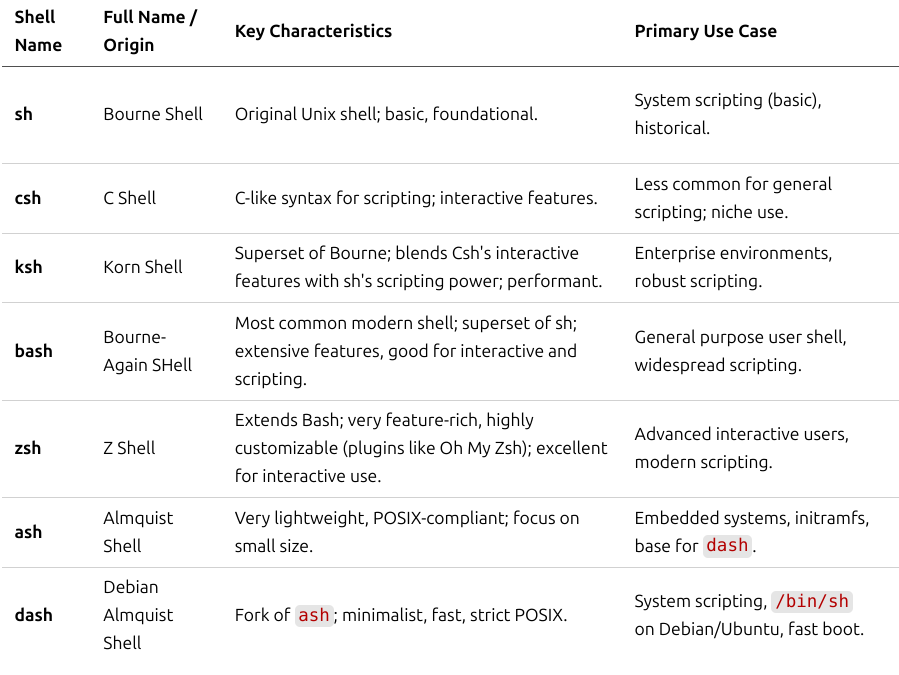 Shell Name Full Name / Origin Key Characteristics Primary Use Case
sh Bourne Shell Original Unix shell; basic, foundational. System scripting (basic), historical.
csh C Shell C-like syntax for scripting; interactive features. Less common for general scripting; niche use.
ksh Korn Shell Superset of Bourne; blends Csh's interactive features with sh's scripting power; performant. Enterprise environments, robust scripting.
bash Bourne-Again SHell Most common modern shell; superset of sh; extensive features, good for interactive and scripting. General purpose user shell, widespread scripting.
zsh Z Shell Extends Bash; very feature-rich, highly customizable (plugins like Oh My Zsh); excellent for interactive use. Advanced interactive users, modern scripting.
ash Almquist Shell Very lightweight, POSIX-compliant; focus on small size. Embedded systems, initramfs, base for dash.
dash Debian Almquist Shell Fork of ash; minimalist, fast, strict POSIX. System scripting, /bin/sh on Debian/Ubuntu, fast boot.